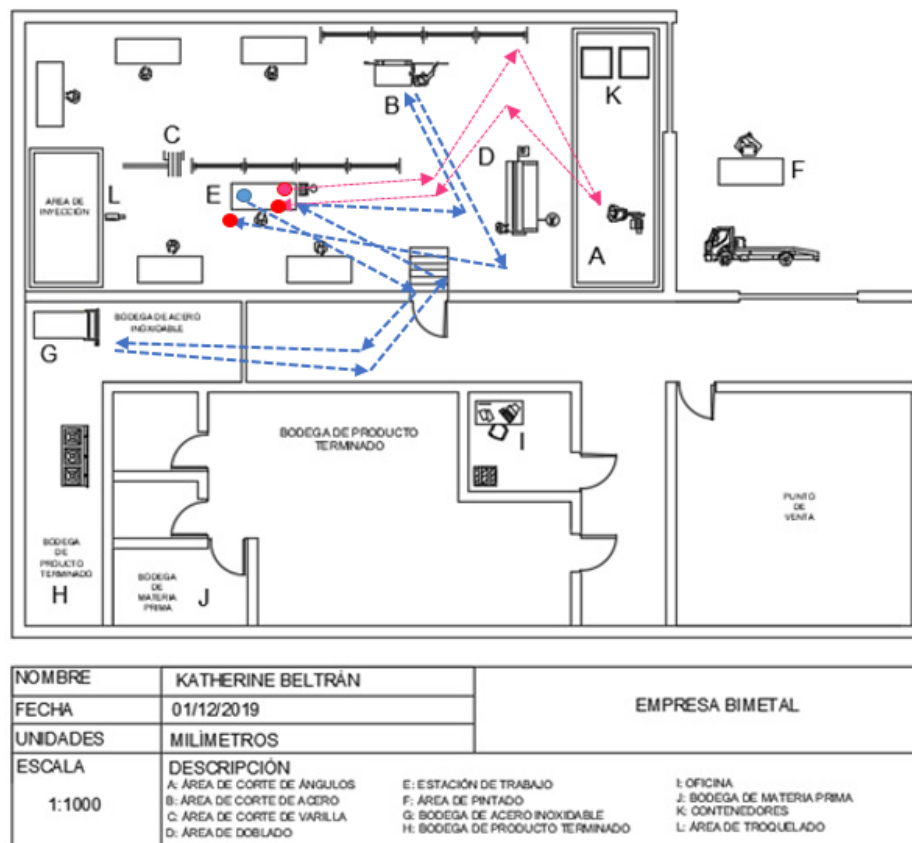 K
B
C
D
F
ÁREA DE
INYECCIÓN
L
E
A
BODEGA DE ACERO
INOXIDABLE
G
BODEGA DE PRODUCTO
TERMINADO
I
PUNTO
DE
VENTA
BODEGA
DE
PRODUCTO
TERMINADO
BODEGA
DE
MATERIA
PRIMA
H
J
NOMBRE
KATHERINE BELTRÁN
EMPRESA BIMETAL
FECHA
01/12/2019
UNIDADES
MILÌMETROS
ESCALA
1:1000
DESCRIPCIÓN
A: ÁREA DE CORTE DE ÁNGULOS
B: ÁREA DE CORTE DE ACERO
C: ÁREA DE CORTE DE VARILLA
D: ÁREA DE DOBLADO
E: ESTACIÓN DE TRABAJO
F: ÁREA DE PINTADO
G: BODEGA DE ACERO INOXIDABLE
H: BODEGA DE PRODUCTO TERMINADO
I: OFICINA
J: BODEGA DE MATERIA PRIMA
K: CONTENEDORES
L: ÁREA DE TROQUELADO